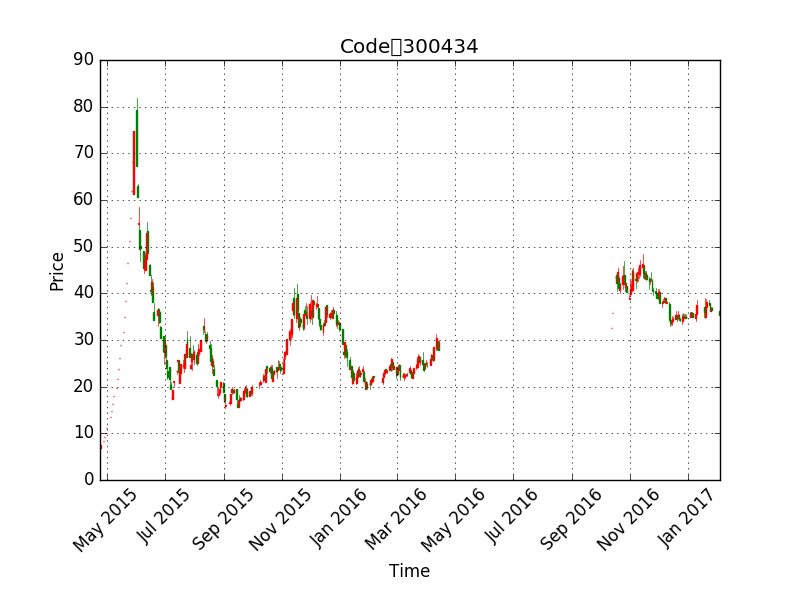 Code▯300434
90
80
70
60
50
40
30
20
10
0
Price
May 2015
Jul 2015
Sep 2015
Nov 2015
Jan 2016
Mar 2016
May 2016
Jul 2016
Sep 2016
Nov 2016
Jan 2017
Time